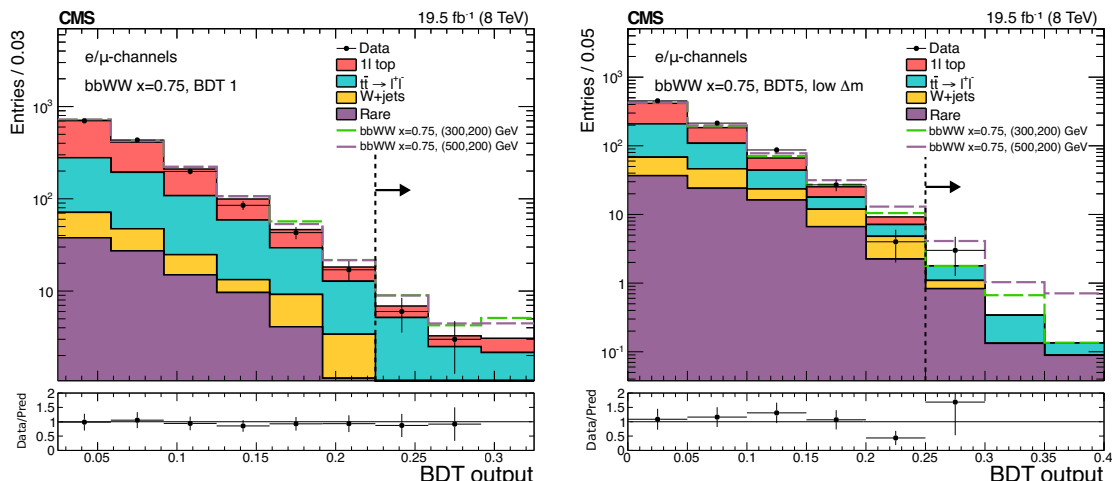 CMS 19.5 fb⁻¹ (8 TeV)
Entries / 0.03
e/μ-channels
bbWW x=0.75, BDT 1
Data
1l top
tt̄ → l⁺l⁻
W+jets
Rare
bbWW x=0.75, (300,200) GeV
bbWW x=0.75, (500,200) GeV
10³
10²
10
Data/Pred
2
1.5
1
0.5
0
0.05 0.1 0.15 0.2 0.25 0.3
BDT output
CMS 19.5 fb⁻¹ (8 TeV)
Entries / 0.05
e/μ-channels
bbWW x=0.75, BDT5, low Δm
Data
1l top
tt̄ → l⁺l⁻
W+jets
Rare
bbWW x=0.75, (300,200) GeV
bbWW x=0.75, (500,200) GeV
10³
10²
10
1
10⁻¹
Data/Pred
2
1.5
1
0.5
0
0 0.05 0.1 0.15 0.2 0.25 0.3 0.35 0.4
BDT output